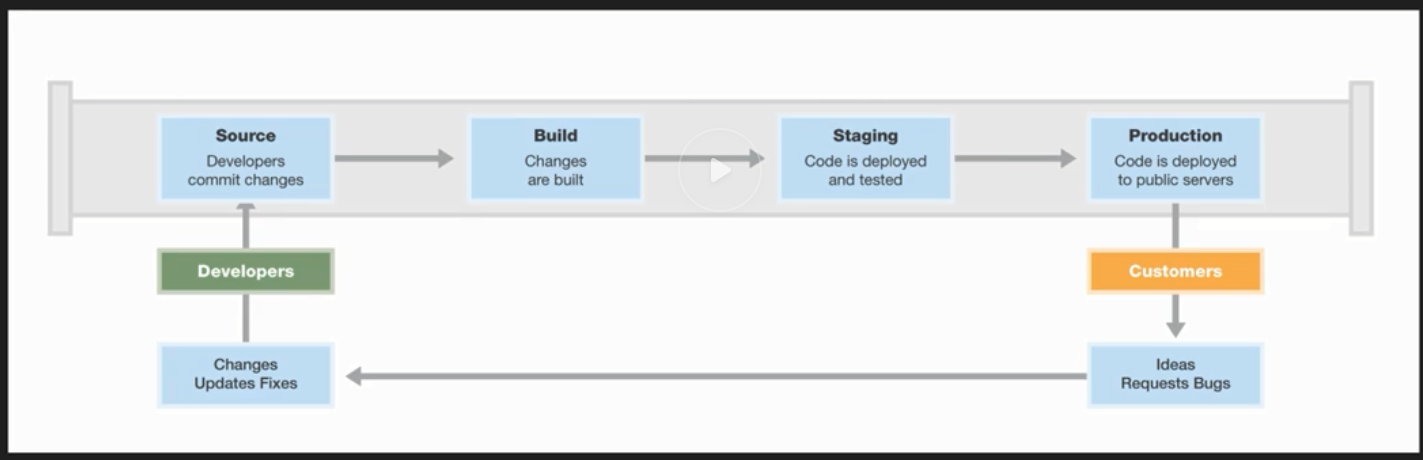 Source
Developers
commit changes
Build
Changes
are built
Staging
Code is deployed
and tested
Production
Code is deployed
to public servers
Developers
Customers
Changes
Updates Fixes
Ideas
Requests Bugs